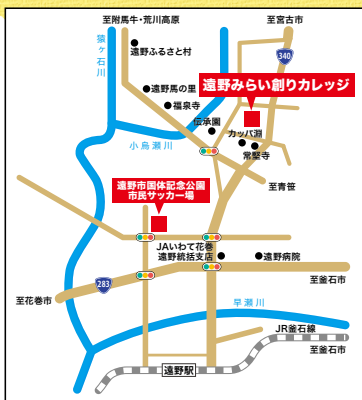 至附馬牛・荒川高原
至宮古市
猿ヶ石川
遠野ふるさと村
340
遠野みらい創りカレッジ
遠野馬の里
福泉寺
伝承園
カッパ淵
小烏瀬川
常堅寺
至青笹
遠野市国体記念公園
市民サッカー場
JAいわて花巻
遠野統括支店
遠野病院
283
至釜石市
至花巻市
早瀬川
JR釜石線
至釜石市
遠野駅